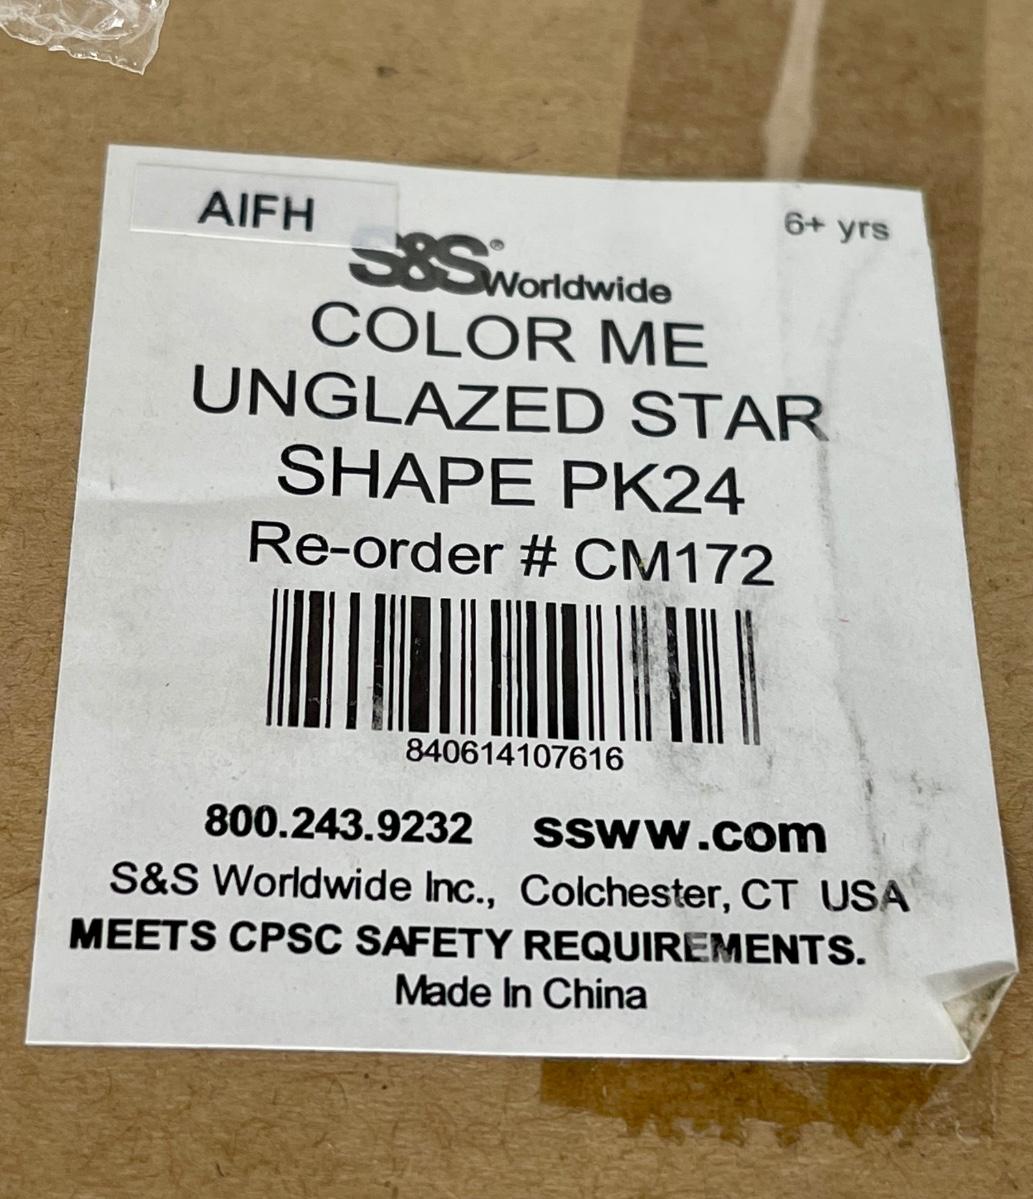 AIFH
6+ yrs
S&S® Worldwide
COLOR ME
UNGLAZED STAR
SHAPE PK24
Re-order # CM172
840614107616
800.243.9232 ssww.com
S&S Worldwide Inc., Colchester, CT USA
MEETS CPSC SAFETY REQUIREMENTS.
Made In China